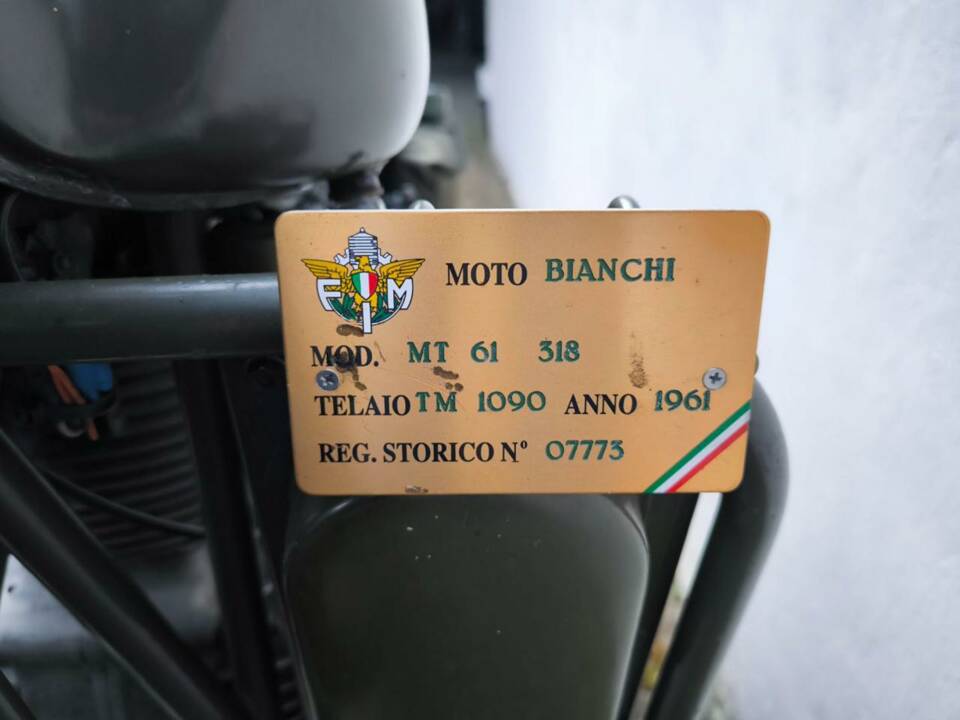 FMI
MOTO BIANCHI
MOD. MT 61 318
TELAIO TM 1090 ANNO 1961
REG. STORICO N° 07773